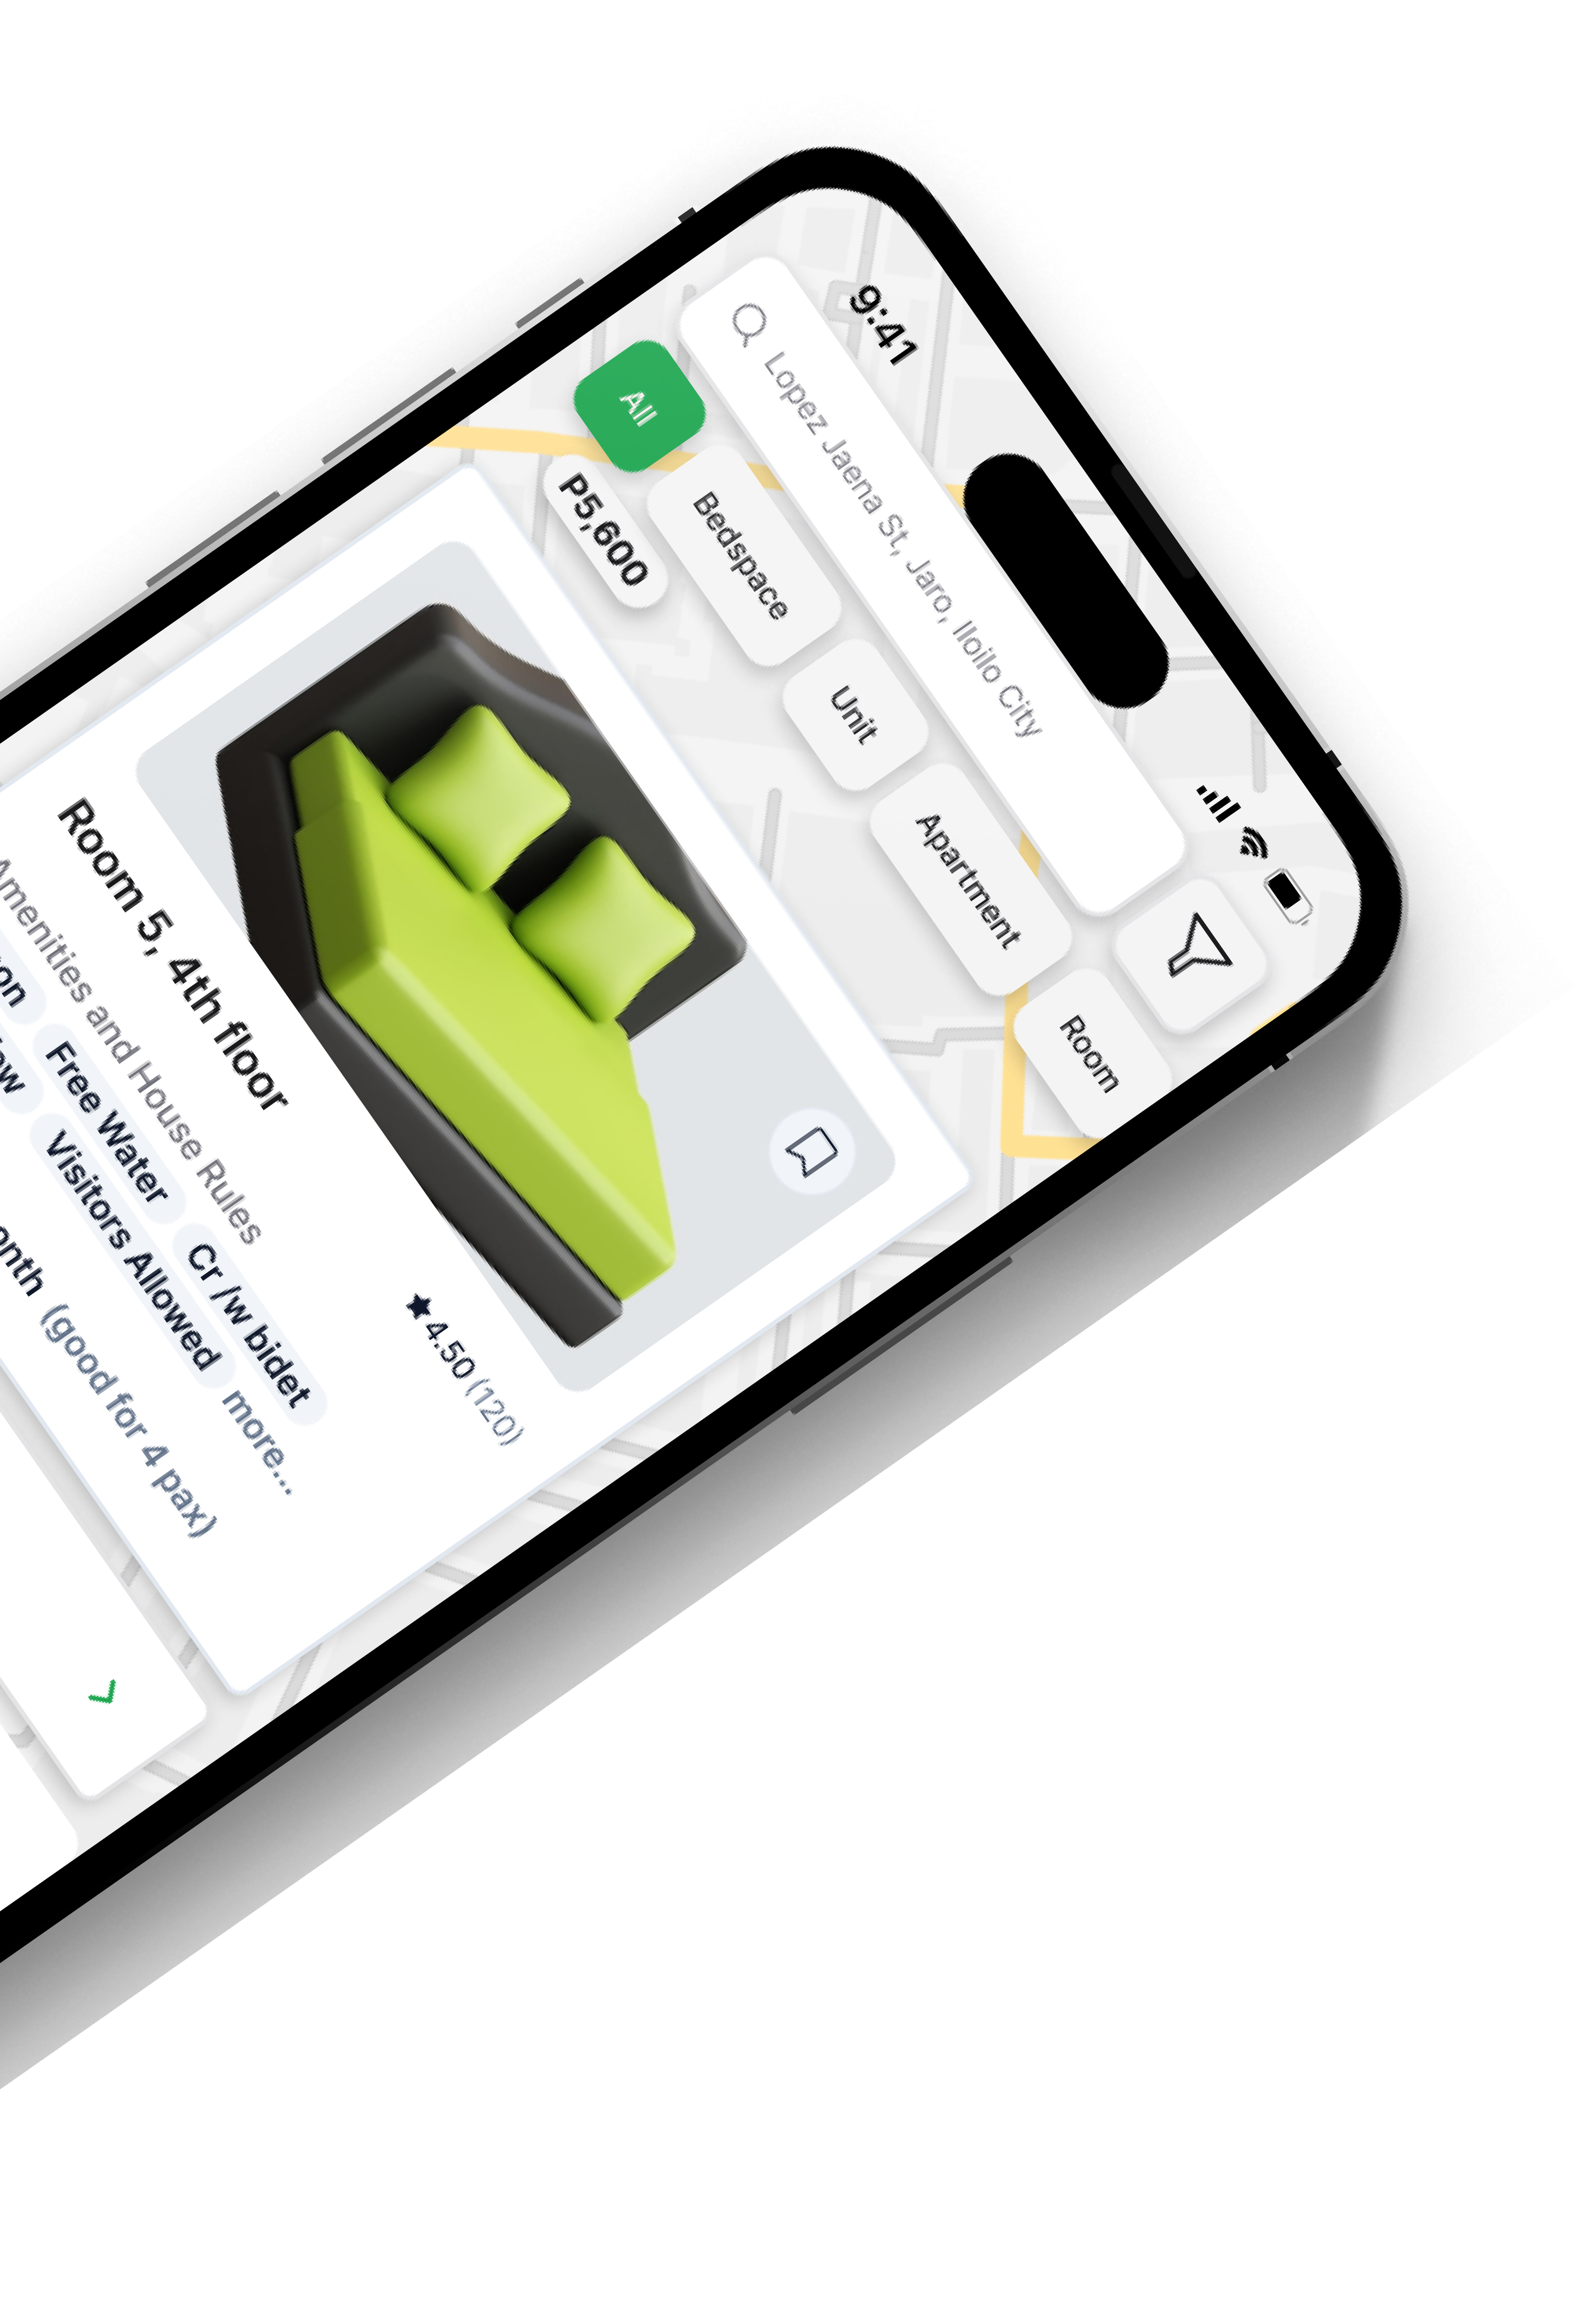 9:41
Lopez Jaena St, Jaro, Iloilo City
All
Bedspace
Unit
Apartment
Room
P5,600
Room 5, 4th floor
★4.50 (120)
Amenities and House Rules
Free Water
Cr /w bidet
Visitors Allowed
more...
(good for 4 pax)